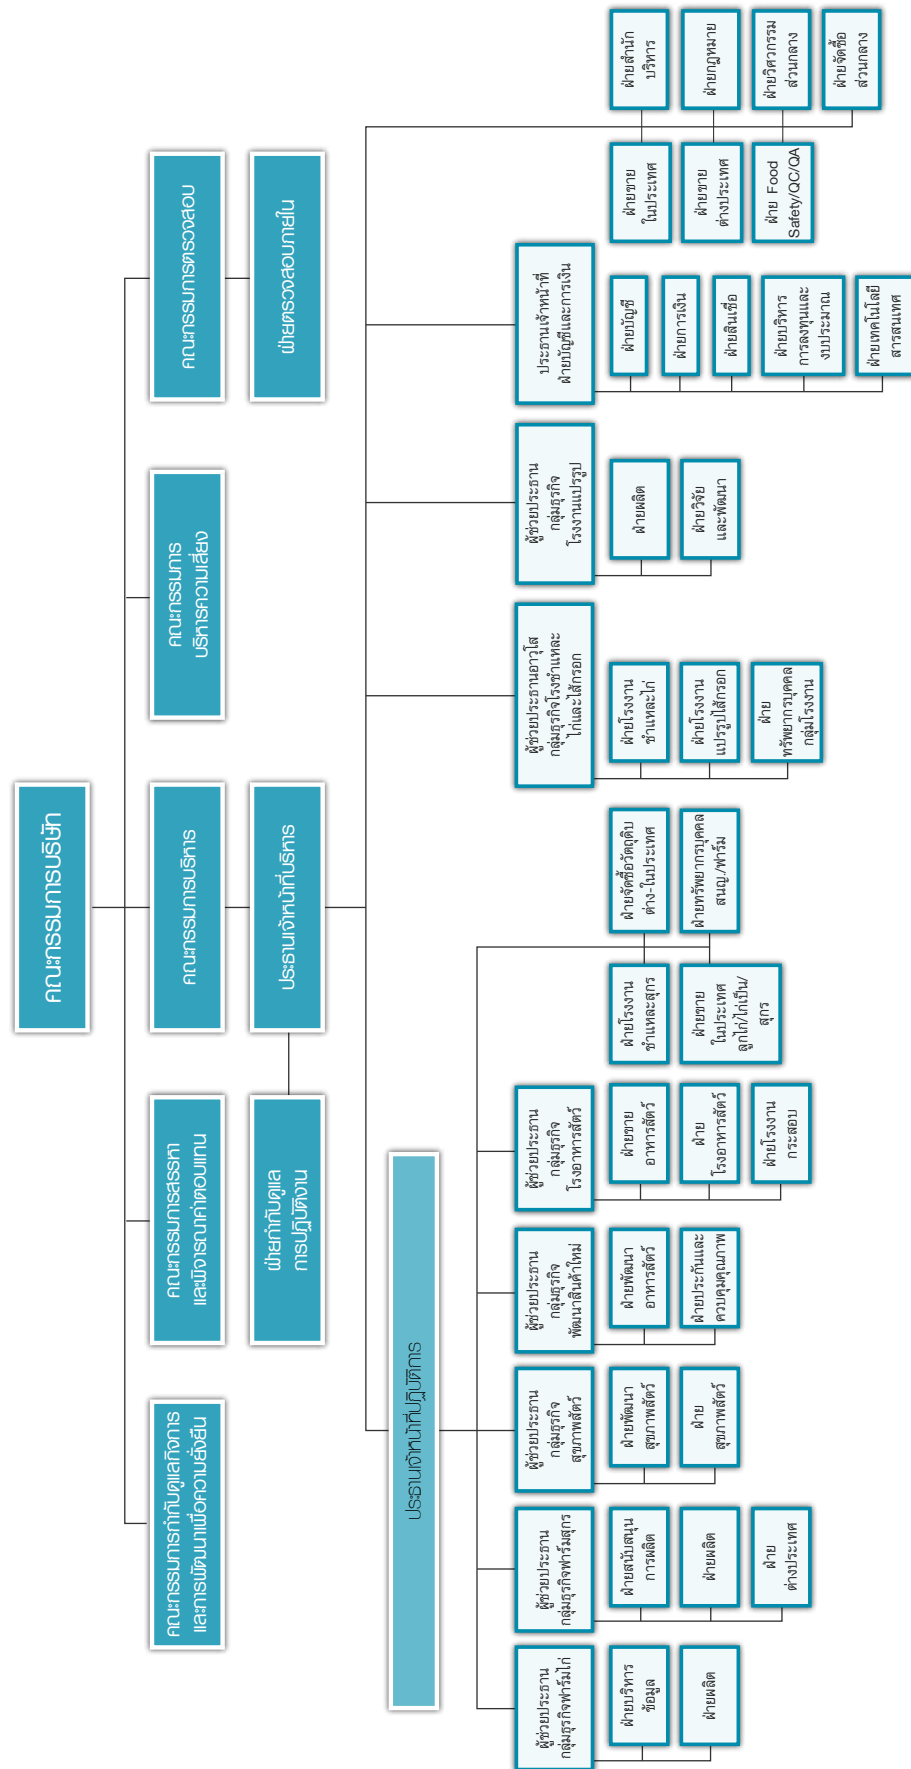 คณะกรรมการบริษัท
คณะกรรมการกำกับดูแลกิจการ
และการพัฒนาเพื่อความยั่งยืน
คณะกรรมการสรรหา
และพิจารณาค่าตอบแทน
คณะกรรมการบริหาร
คณะกรรมการ
บริหารความเสี่ยง
คณะกรรมการตรวจสอบ
ฝ่ายกำกับดูแล
การปฏิบัติงาน
ประธานเจ้าหน้าที่บริหาร
ฝ่ายตรวจสอบภายใน
ประธานเจ้าหน้าที่ปฏิบัติการ
ผู้ช่วยประธาน
กลุ่มธุรกิจฟาร์มไก่
ฝ่ายบริหาร
ข้อมูล
ฝ่ายผลิต
ผู้ช่วยประธาน
กลุ่มธุรกิจฟาร์มสุกร
ฝ่ายสนับสนุน
การผลิต
ฝ่ายผลิต
ฝ่าย
ต่างประเทศ
ผู้ช่วยประธาน
กลุ่มธุรกิจ
สุขภาพสัตว์
ฝ่ายพัฒนา
สุขภาพสัตว์
ฝ่าย
สุขภาพสัตว์
ผู้ช่วยประธาน
กลุ่มธุรกิจ
พัฒนาสินค้าใหม่
ฝ่ายพัฒนา
อาหารสัตว์
ฝ่ายประกันและ
ควบคุมคุณภาพ
ผู้ช่วยประธาน
กลุ่มธุรกิจ
โรงอาหารสัตว์
ฝ่ายขาย
อาหารสัตว์
ฝ่าย
โรงอาหารสัตว์
ฝ่ายโรงงาน
กระสอบ
ฝ่ายโรงงาน
ชำแหละสุกร
ฝ่ายจัดซื้อวัตถุดิบ
ต่าง-ในประเทศ
ฝ่ายขาย
ในประเทศ
ลูกไก่/ไก่เป็น/
สุกร
ฝ่ายทรัพยากรบุคคล
สนญ./ฟาร์ม
ผู้ช่วยประธานอาวุโส
กลุ่มธุรกิจโรงชำแหละ
ไก่และไส้กรอก
ฝ่ายโรงงาน
ชำแหละไก่
ฝ่ายโรงงาน
แปรรูปไส้กรอก
ฝ่าย
ทรัพยากรบุคคล
กลุ่มโรงงาน
ผู้ช่วยประธาน
กลุ่มธุรกิจ
โรงงานแปรรูป
ฝ่ายผลิต
ฝ่ายวิจัย
และพัฒนา
ประธานเจ้าหน้าที่
ฝ่ายบัญชีและการเงิน
ฝ่ายบัญชี
ฝ่ายการเงิน
ฝ่ายสินเชื่อ
ฝ่ายบริหาร
การลงทุนและ
งบประมาณ
ฝ่ายเทคโนโลยี
สารสนเทศ
ฝ่ายขาย
ในประเทศ
ฝ่ายสำนัก
บริหาร
ฝ่ายขาย
ต่างประเทศ
ฝ่ายกฎหมาย
ฝ่าย Food
Safety/QC/QA
ฝ่ายวิศวกรรม
ส่วนกลาง
ฝ่ายจัดซื้อ
ส่วนกลาง